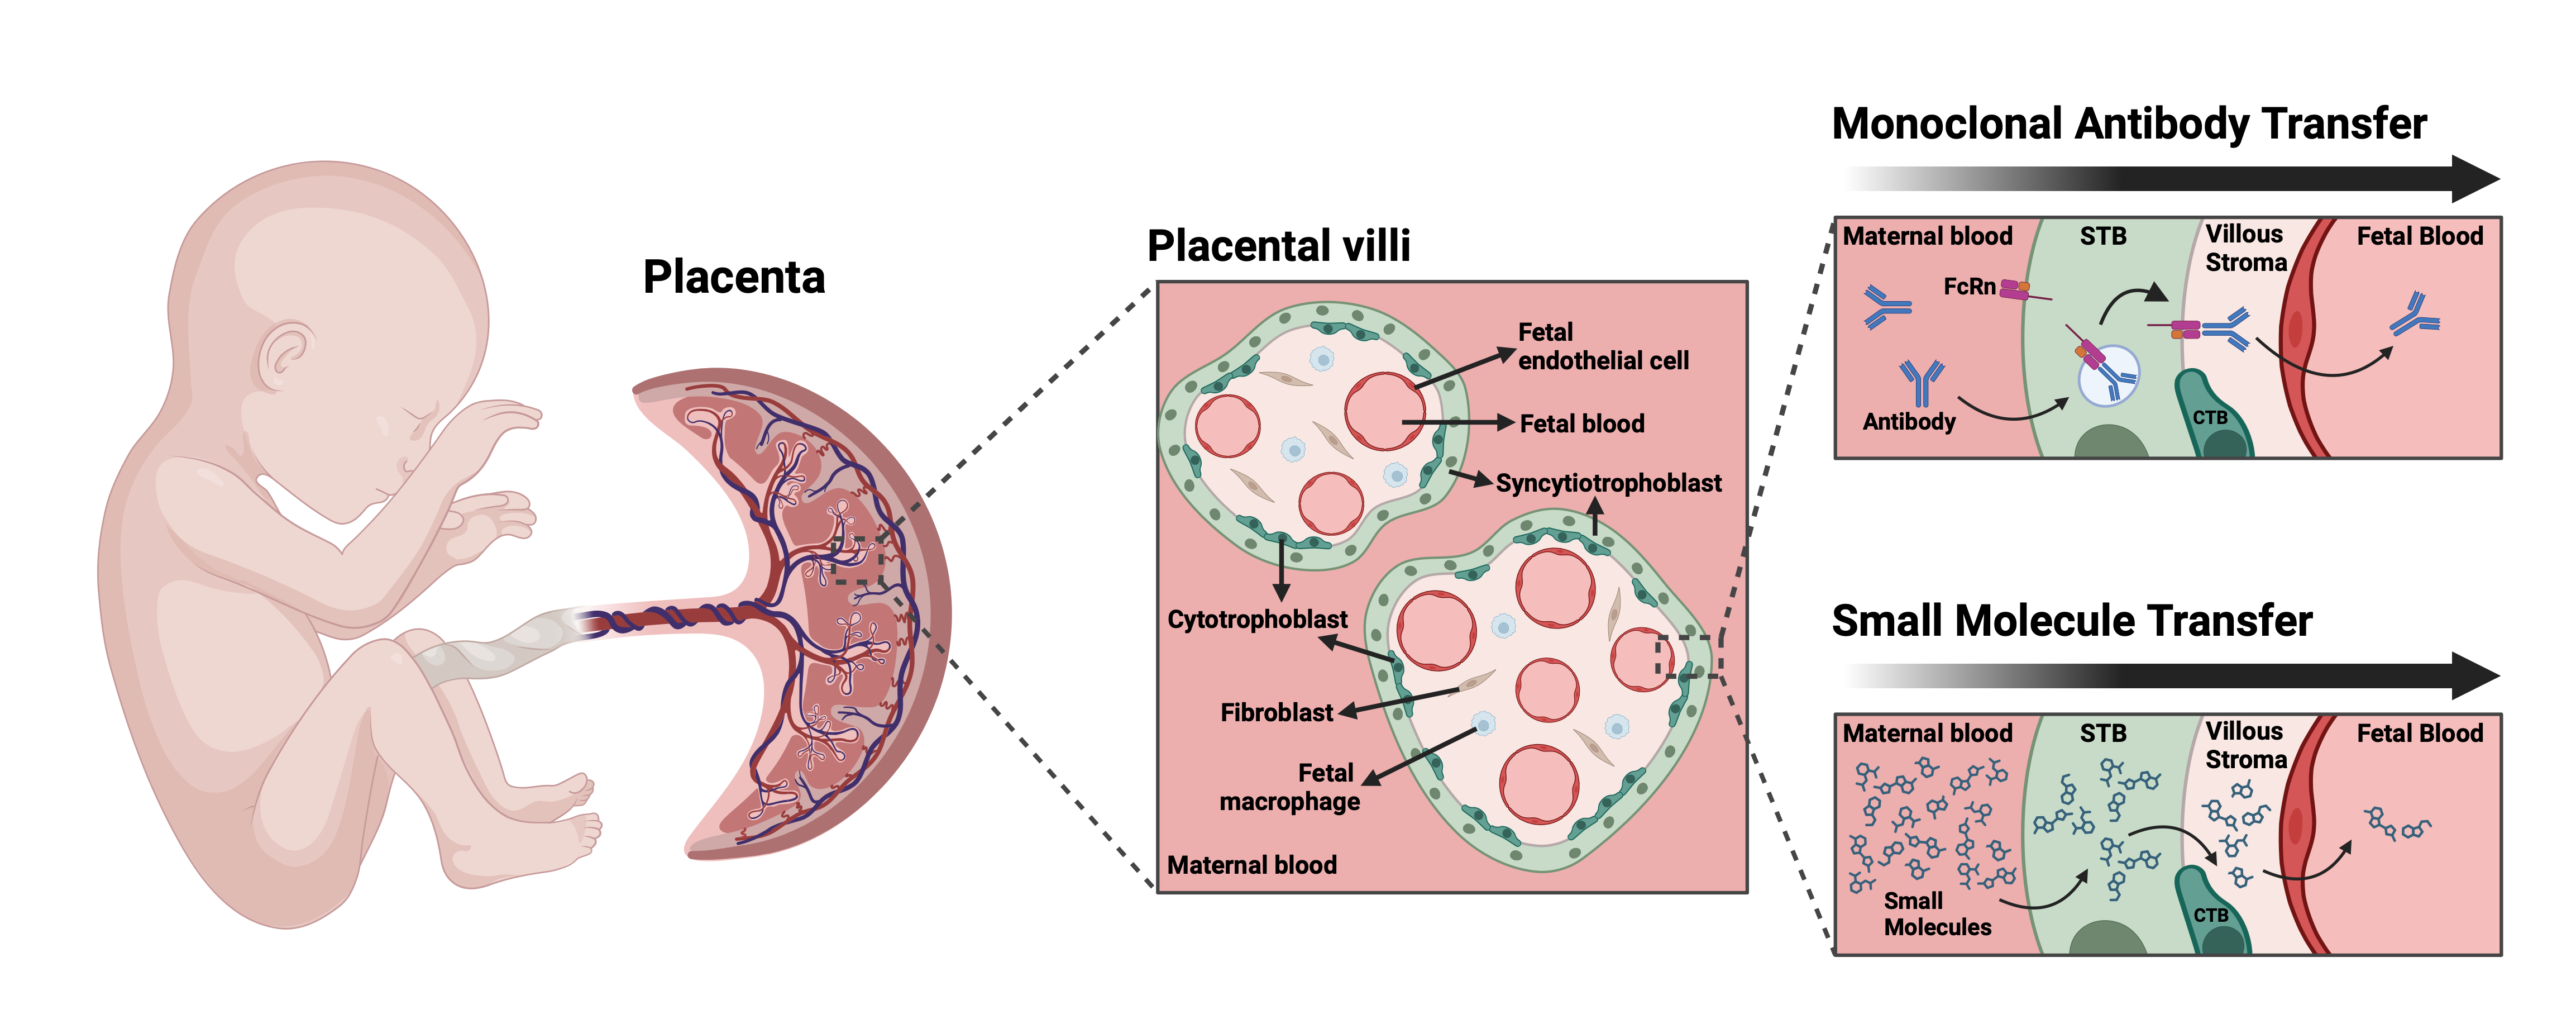 Placenta
Placental villi
Fetal
endothelial cell
Fetal blood
Syncytiotrophoblast
Cytotrophoblast
Fibroblast
Fetal
macrophage
Maternal blood
Monoclonal Antibody Transfer
Maternal blood
STB
Villous
Stroma
Fetal Blood
FcRn
Antibody
CTB
Small Molecule Transfer
Maternal blood
STB
Villous
Stroma
Fetal Blood
Small
Molecules
CTB